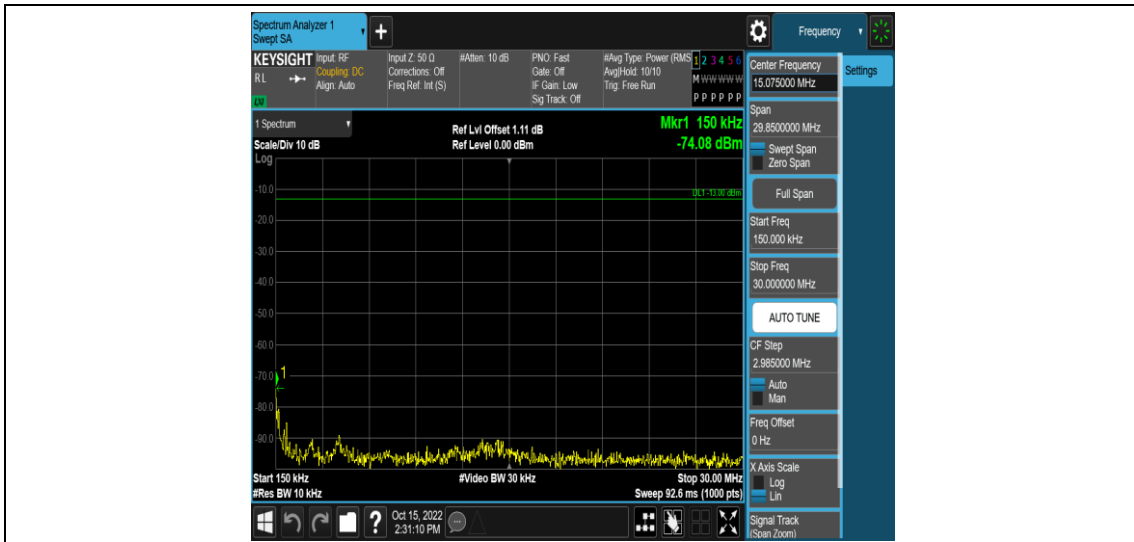 Spectrum Analyzer 1
Swept SA
+
Frequency
KEYSIGHT
RL
Input: RF
Coupling: DC
Align: Auto
Input Z: 50 Ω
Corrections: Off
Freq Ref: Int (S)
#Atten: 10 dB
PNO: Fast
Gate: Off
IF Gain: Low
Sig Track: Off
#Avg Type: Power (RMS
Avg|Hold: 10/10
Trig: Free Run
1 2 3 4 5 6
M W W W W W
P P P P P P
Center Frequency
15.075000 MHz
Settings
1 Spectrum
Scale/Div 10 dB
Log
Ref Lvl Offset 1.11 dB
Ref Level 0.00 dBm
Mkr1 150 kHz
-74.08 dBm
DL1 -13.00 dBm
-10.0
-20.0
-30.0
-40.0
-50.0
-60.0
-70.0
-80.0
-90.0
1
Start 150 kHz
#Res BW 10 kHz
#Video BW 30 kHz
Stop 30.00 MHz
Sweep 92.6 ms (1000 pts)
Span
29.8500000 MHz
Swept Span
Zero Span
Full Span
Start Freq
150.000 kHz
Stop Freq
30.000000 MHz
AUTO TUNE
CF Step
2.985000 MHz
Auto
Man
Freq Offset
0 Hz
X Axis Scale
Log
Lin
Signal Track
(Span Zoom)
?
Oct 15, 2022
2:31:10 PM